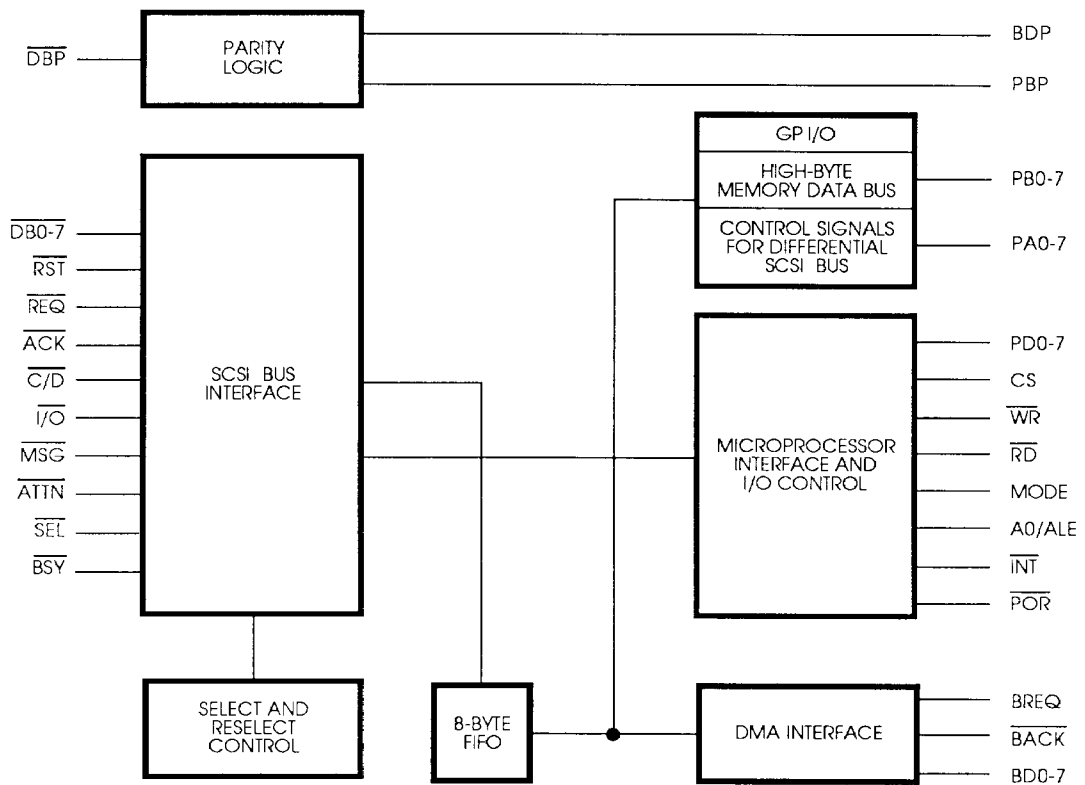 DBP
PARITY
LOGIC
BDP
PBP
GP I/O
HIGH-BYTE
MEMORY DATA BUS
CONTROL SIGNALS
FOR DIFFERENTIAL
SCSI BUS
PB0-7
PA0-7
DB0-7
RST
REQ
ACK
C/D
I/O
MSG
ATTN
SEL
BSY
SCSI BUS
INTERFACE
MICROPROCESSOR
INTERFACE AND
I/O CONTROL
PD0-7
CS
WR
RD
MODE
A0/ALE
INT
POR
SELECT AND
RESELECT
CONTROL
8-BYTE
FIFO
DMA INTERFACE
BREQ
BACK
BD0-7